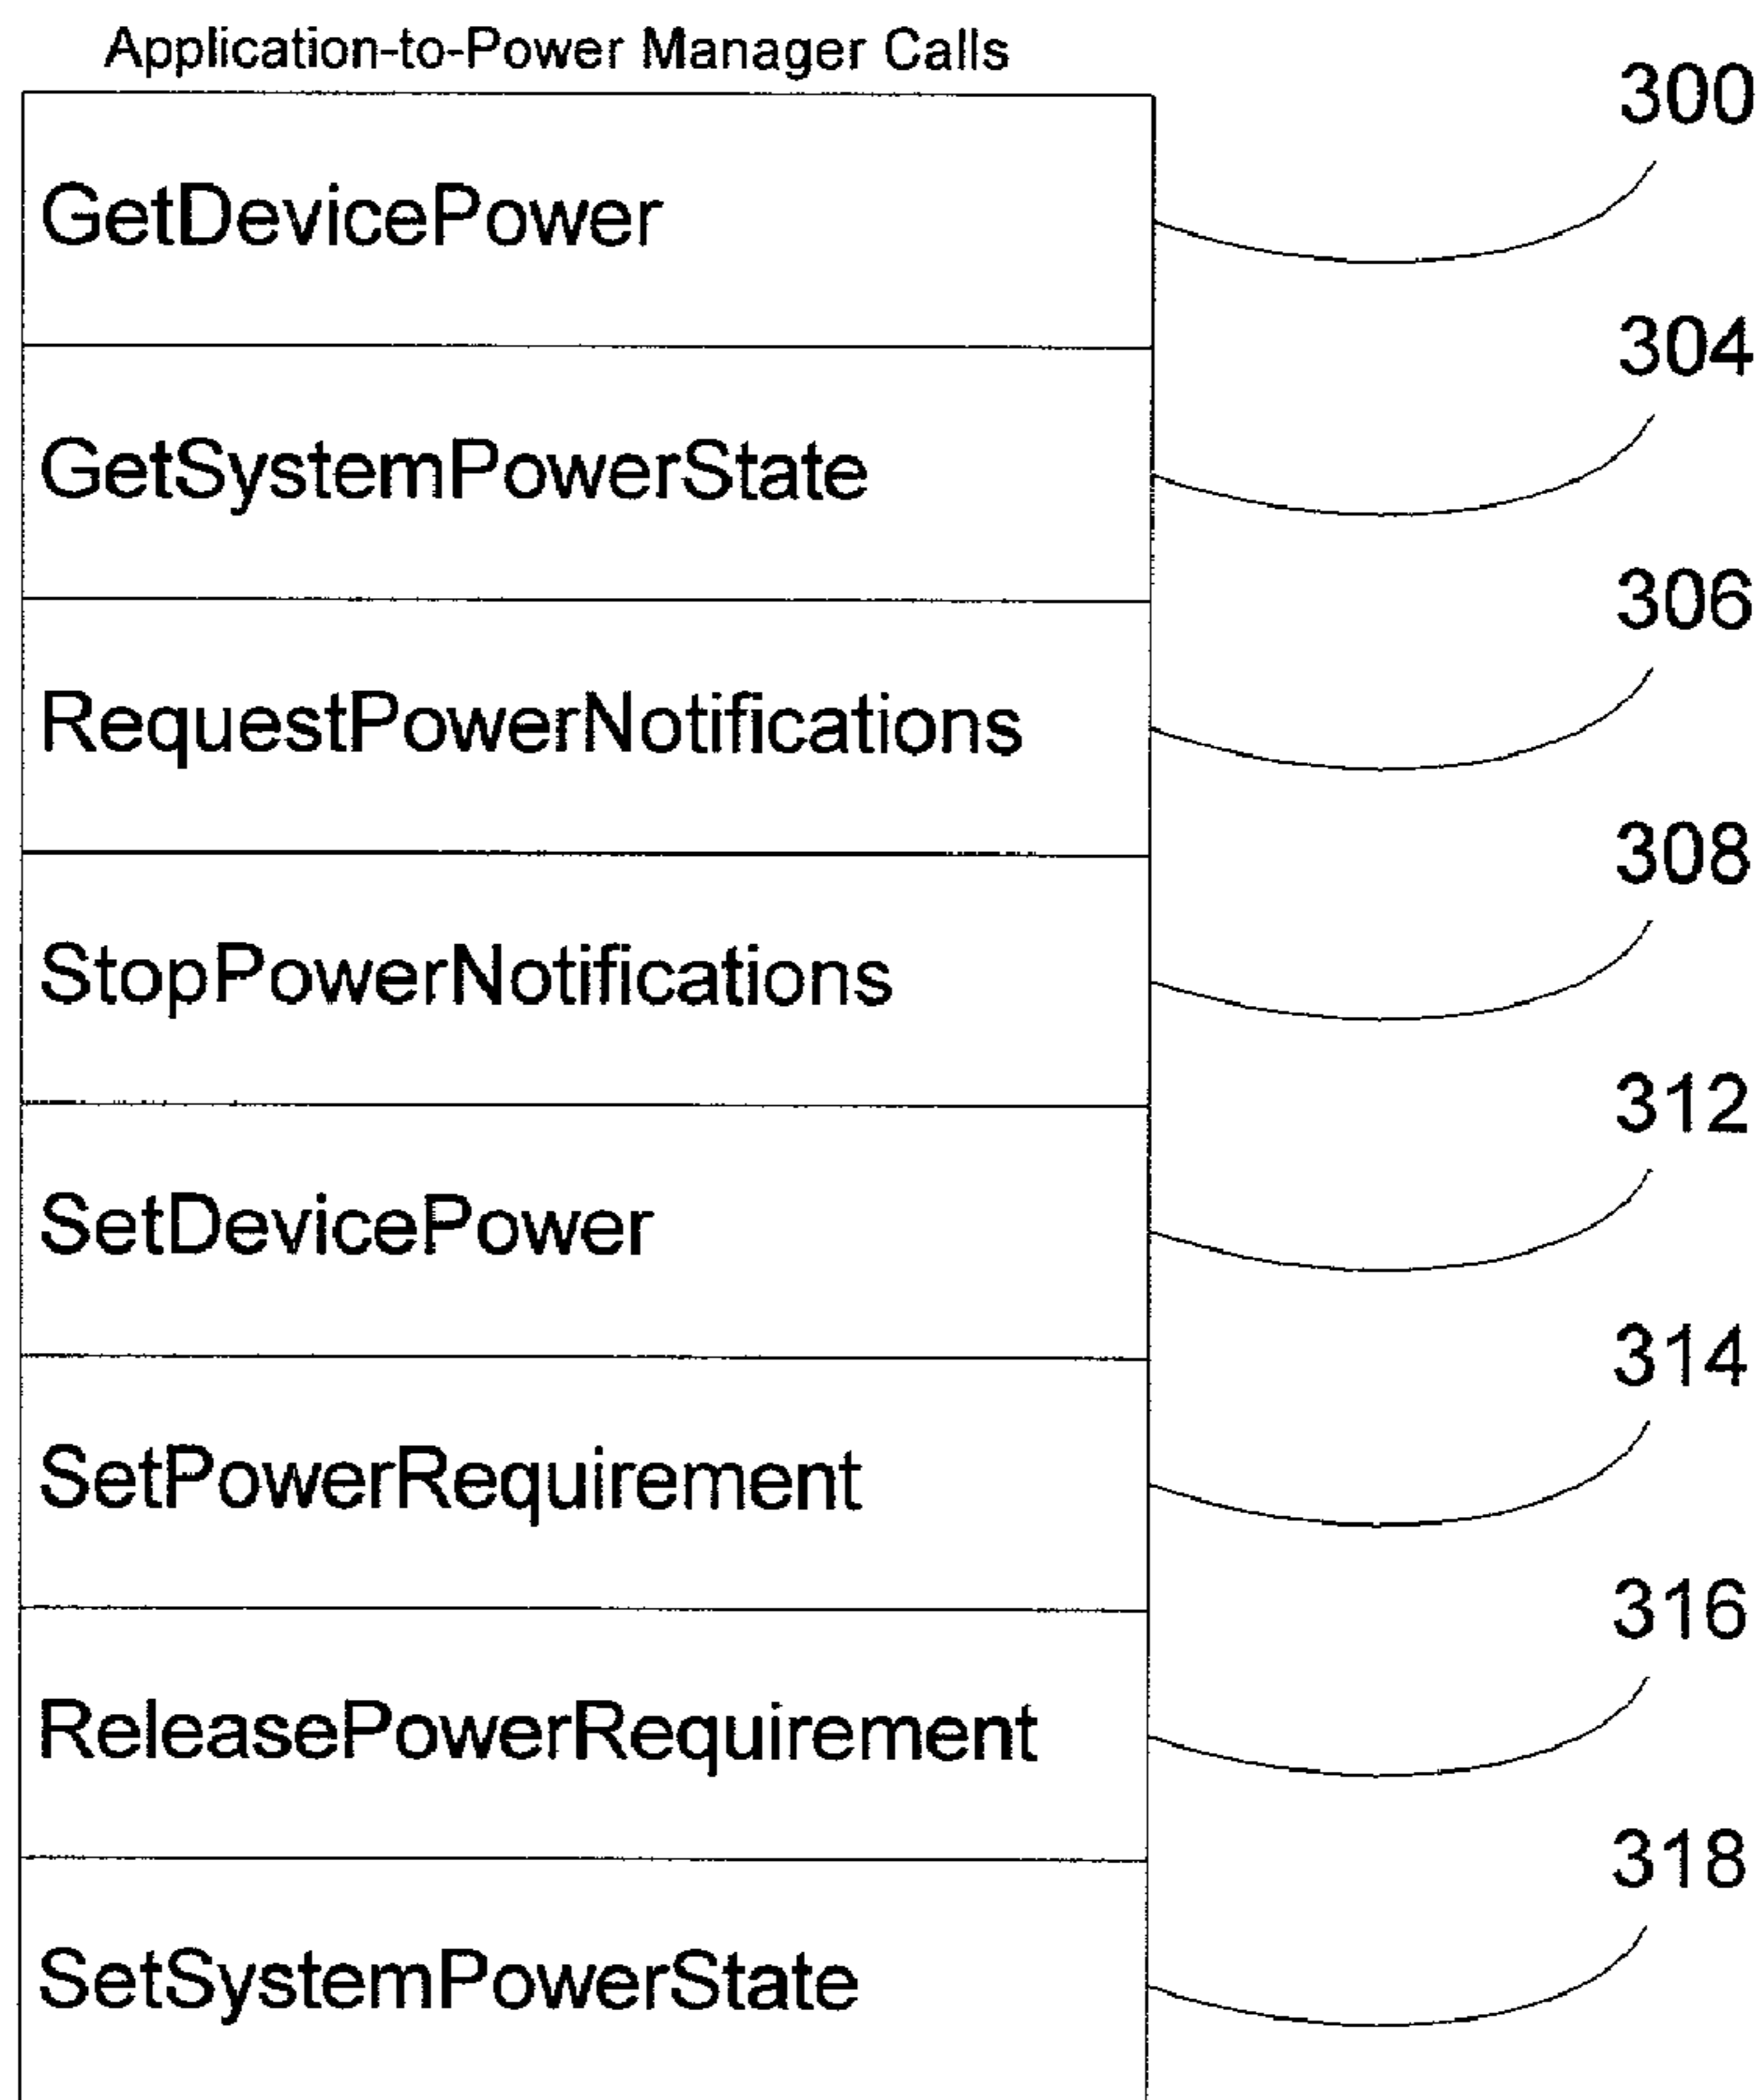 Application-to-Power Manager Calls
300
GetDevicePower
304
GetSystemPowerState
306
RequestPowerNotifications
308
StopPowerNotifications
312
SetDevicePower
314
SetPowerRequirement
316
ReleasePowerRequirement
318
SetSystemPowerState